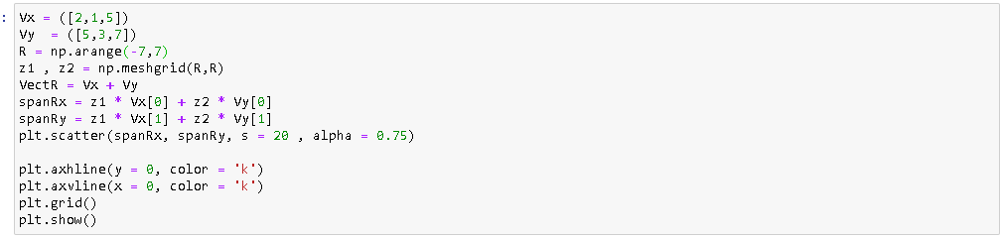 : Vx = ([2,1,5])
Vy  = ([5,3,7])
R = np.arange(-7,7)
z1 , z2 = np.meshgrid(R,R)
VectR = Vx + Vy
spanRx = z1 * Vx[0] + z2 * Vy[0]
spanRy = z1 * Vx[1] + z2 * Vy[1]
plt.scatter(spanRx, spanRy, s = 20 , alpha = 0.75)
plt.axhline(y = 0, color = 'k')
plt.axvline(x = 0, color = 'k')
plt.grid()
plt.show()